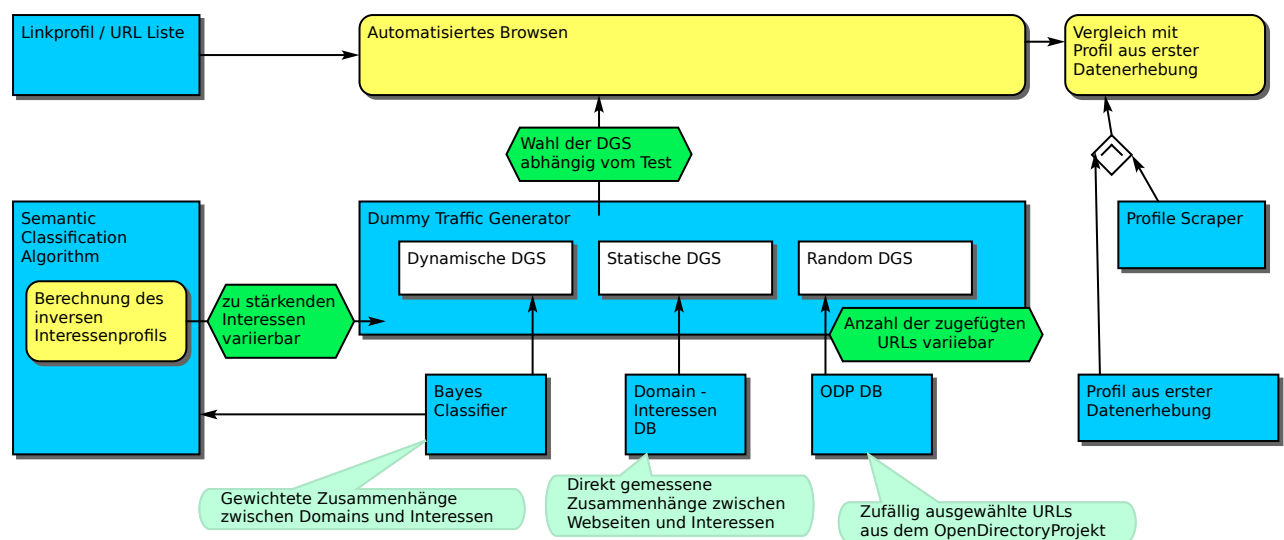 Linkprofil / URL Liste
Automatisiertes Browsen
Vergleich mit
Profil aus erster
Datenerhebung
Wahl der DGS
abhängig vom Test
Semantic
Classification
Algorithm
Berechnung des
inversen
Interessenprofils
zu stärkenden
Interessen
variierbar
Dummy Traffic Generator
Dynamische DGS
Statische DGS
Random DGS
Anzahl der zugefügten
URLs variiebar
Profile Scraper
Bayes
Classifier
Domain -
Interessen
DB
ODP DB
Profil aus erster
Datenerhebung
Gewichtete Zusammenhänge
zwischen Domains und Interessen
Direkt gemessene
Zusammenhänge zwischen
Webseiten und Interessen
Zufällig ausgewählte URLs
aus dem OpenDirectoryProjekt